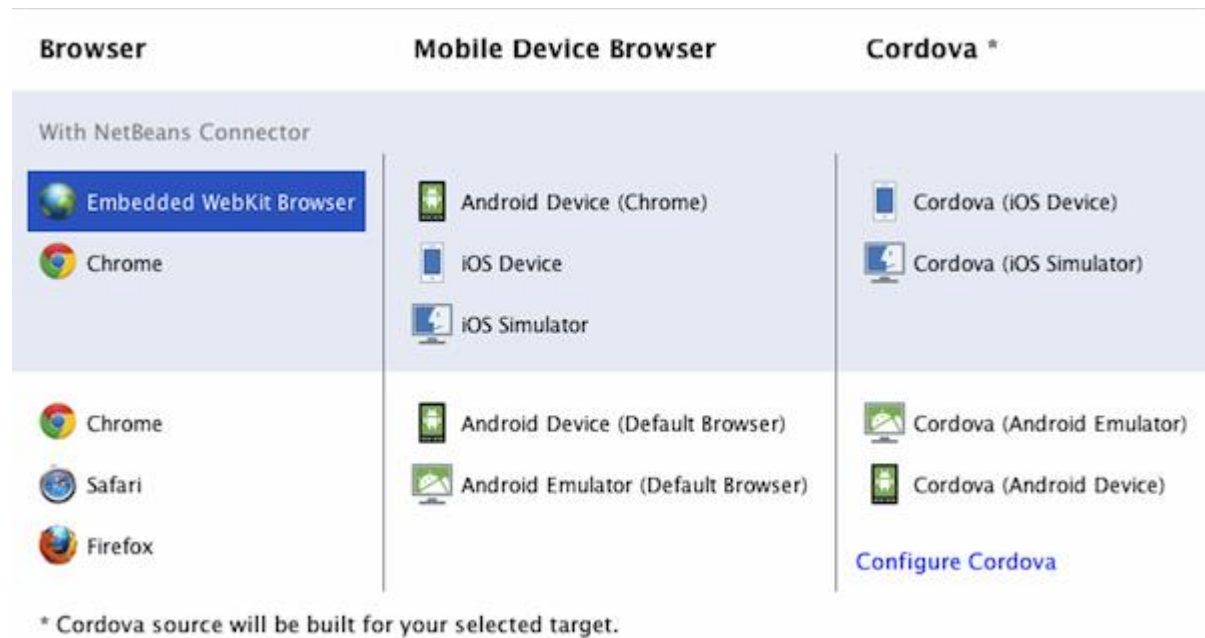 Browser
Mobile Device Browser
Cordova *
With NetBeans Connector
Embedded WebKit Browser
Android Device (Chrome)
Cordova (iOS Device)
Chrome
iOS Device
Cordova (iOS Simulator)
iOS Simulator
Chrome
Android Device (Default Browser)
Cordova (Android Emulator)
Safari
Android Emulator (Default Browser)
Cordova (Android Device)
Firefox
Configure Cordova
* Cordova source will be built for your selected target.